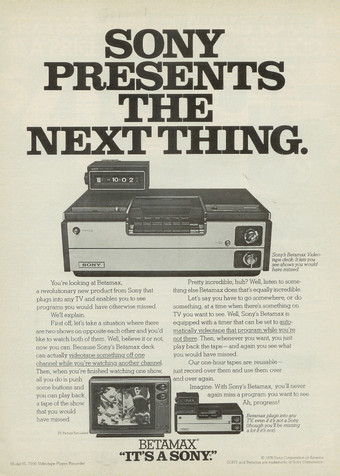 SONY
PRESENTS
THE
NEXT THING.
10:02
SONY
Sony's Betamax Video-
tape deck. It lets you
see shows you would
have missed.
You're looking at Betamax,
a revolutionary new product from Sony that
plugs into any TV and enables you to see
programs you would have otherwise missed.
We'll explain.
First off, let's take a situation where there
are two shows on opposite each other and you'd
like to watch both of them. Well, believe it or not,
now you can. Because Sony's Betamax deck
can actually videotape something off one
channel while you're watching another channel.
Then, when you're finished watching one show,
all you do is push
some buttons and
you can play back
a tape of the show
that you would
have missed.
Pretty incredible, huh? Well, listen to some-
thing else Betamax does that's equally incredible.
Let's say you have to go somewhere, or do
something, at a time when there's something on
TV you want to see. Well, Sony's Betamax is
equipped with a timer that can be set to auto-
matically videotape that program while you're
not there. Then, whenever you want, you just
play back the tape – and again you see what
you would have missed.
Our one-hour tapes are reusable–
just record over them and use them over
and over again.
Imagine. With Sony's Betamax, you'll never
again miss a program you want to see.
Ah, progress!
Betamax plugs into any
TV, even if it's not a Sony
(though you'll be missing
a lot if it's not).
BETAMAX
"IT'S A SONY."